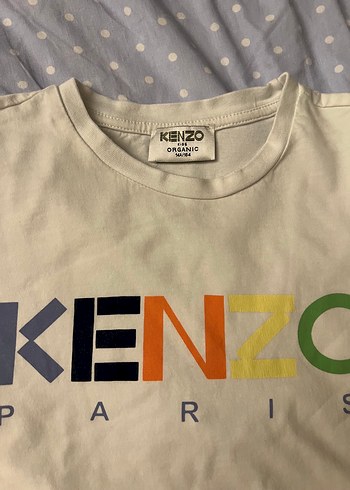 KENZO
KIDS
ORGANIC
14A/164
KENZO
PARIS